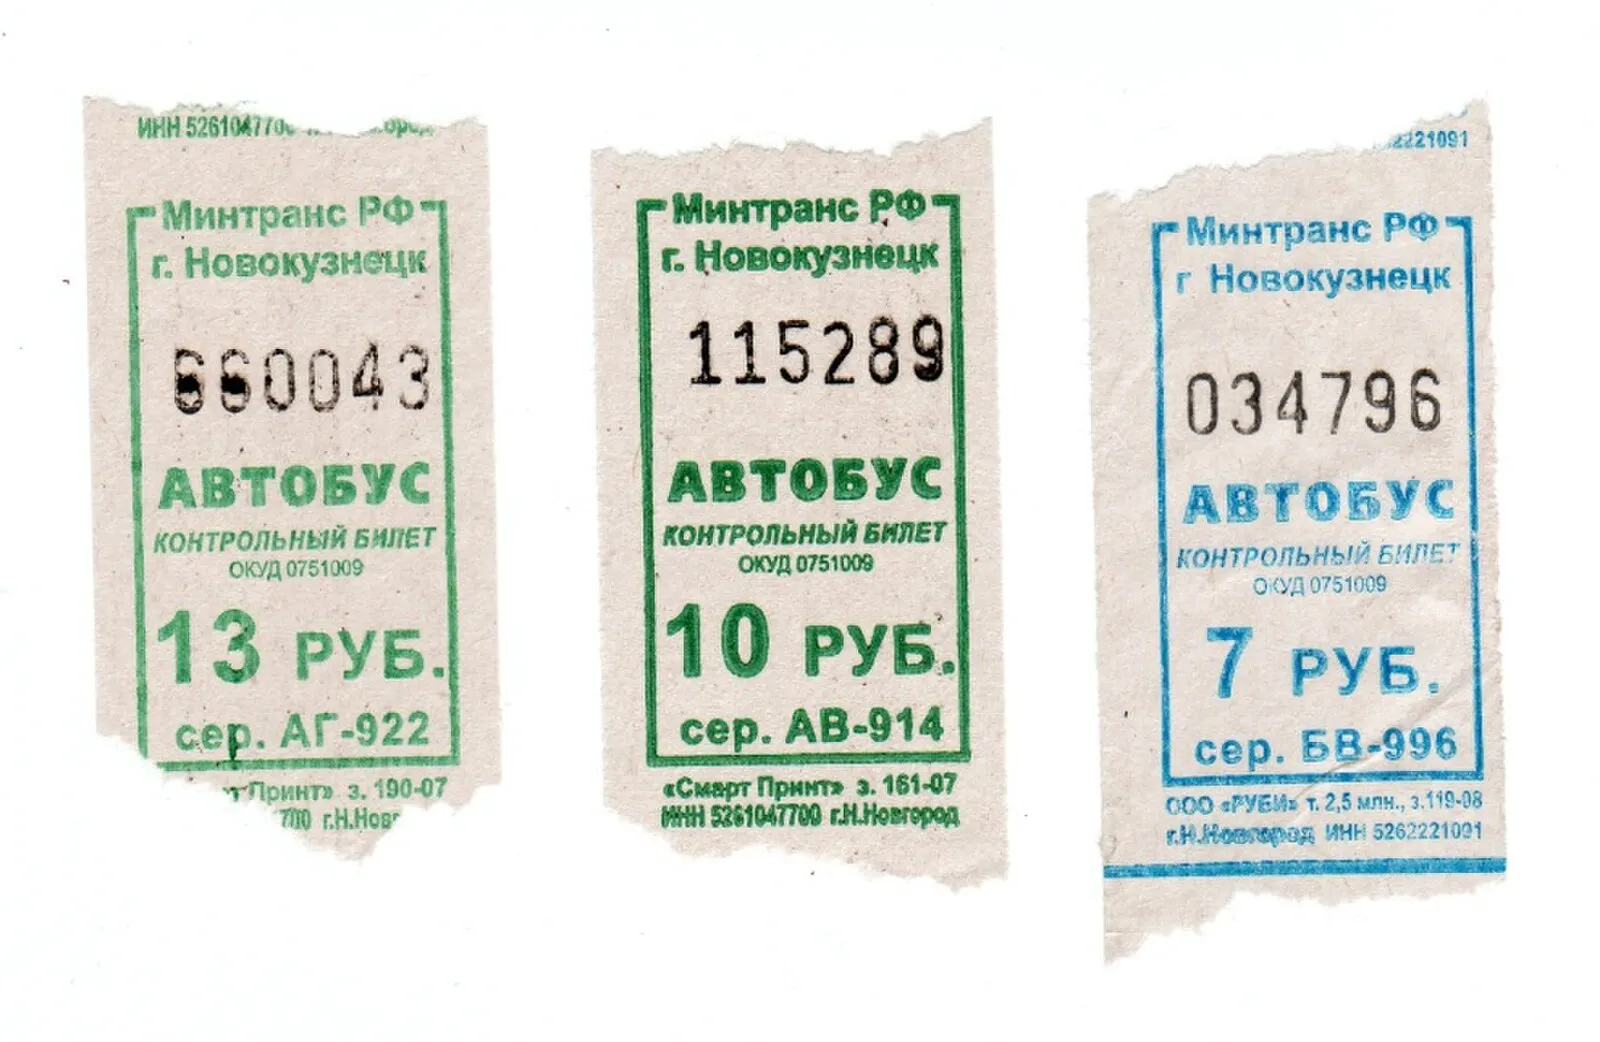 ИНН 5261047700
Минтранс РФ
г. Новокузнецк
660043
АВТОБУС
КОНТРОЛЬНЫЙ БИЛЕТ
ОКУД 0751009
13 РУБ.
сер. АГ-922
Принт» з. 190-07
700 г.Н.Новг
Минтранс РФ
г. Новокузнецк
115289
АВТОБУС
КОНТРОЛЬНЫЙ БИЛЕТ
ОКУД 0751009
10 РУБ.
сер. АВ-914
«Смарт Принт» з. 161-07
ИНН 5261047700 г.Н.Новгород
2221091
Минтранс РФ
г Новокузнецк
034796
АВТОБУС
КОНТРОЛЬНЫЙ БИЛЕТ
ОКУД 0751009
7 РУБ.
сер. БВ-996
ООО «РУБИ» т. 2,5 млн., з.119-08
г.Н.Новгород ИНН 5262221091